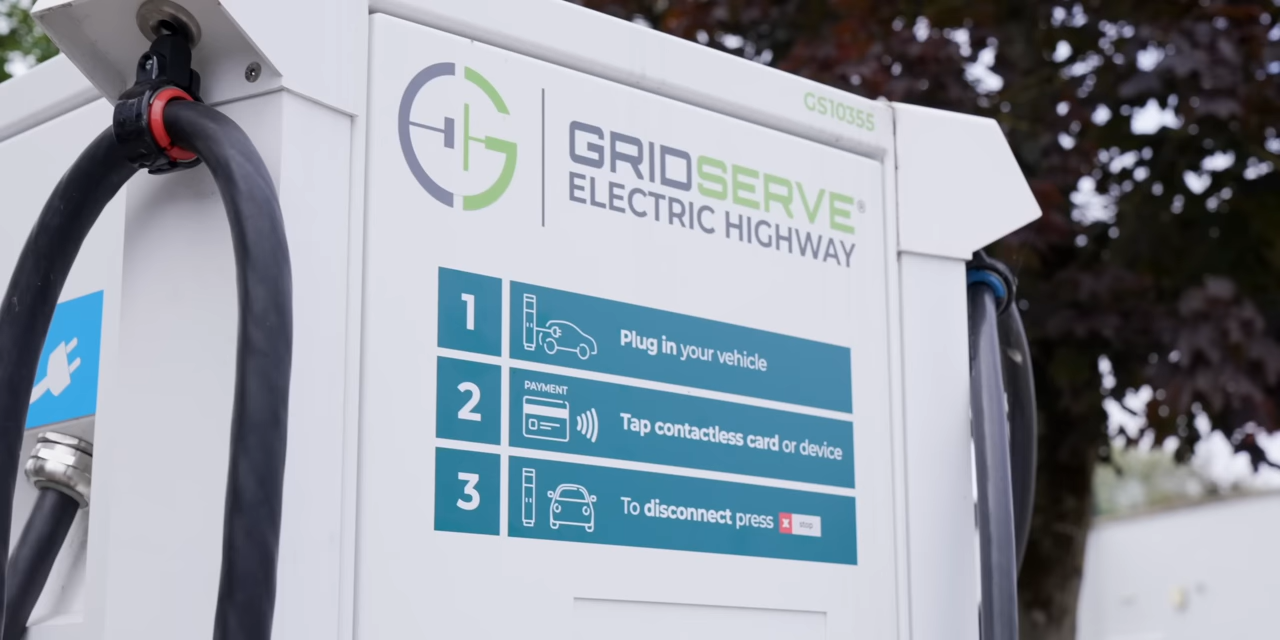 GS10355
GRIDSERVE®
ELECTRIC HIGHWAY
1
Plug in your vehicle
2
PAYMENT
Tap contactless card or device
3
To disconnect press X stop